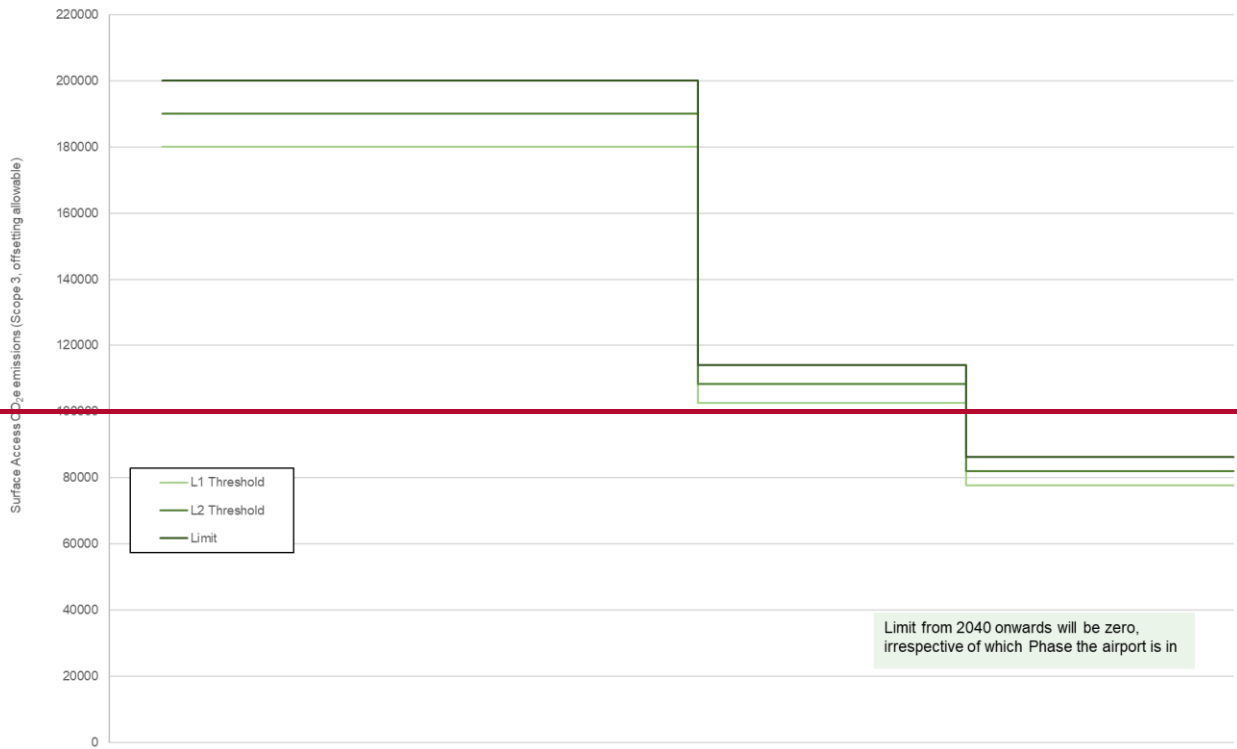 220000
200000
180000
160000
140000
120000
100000
80000
60000
40000
20000
0
Surface Access CO₂e emissions (Scope 3, offsetting allowable)
L1 Threshold
L2 Threshold
Limit
Limit from 2040 onwards will be zero,
irrespective of which Phase the airport is in